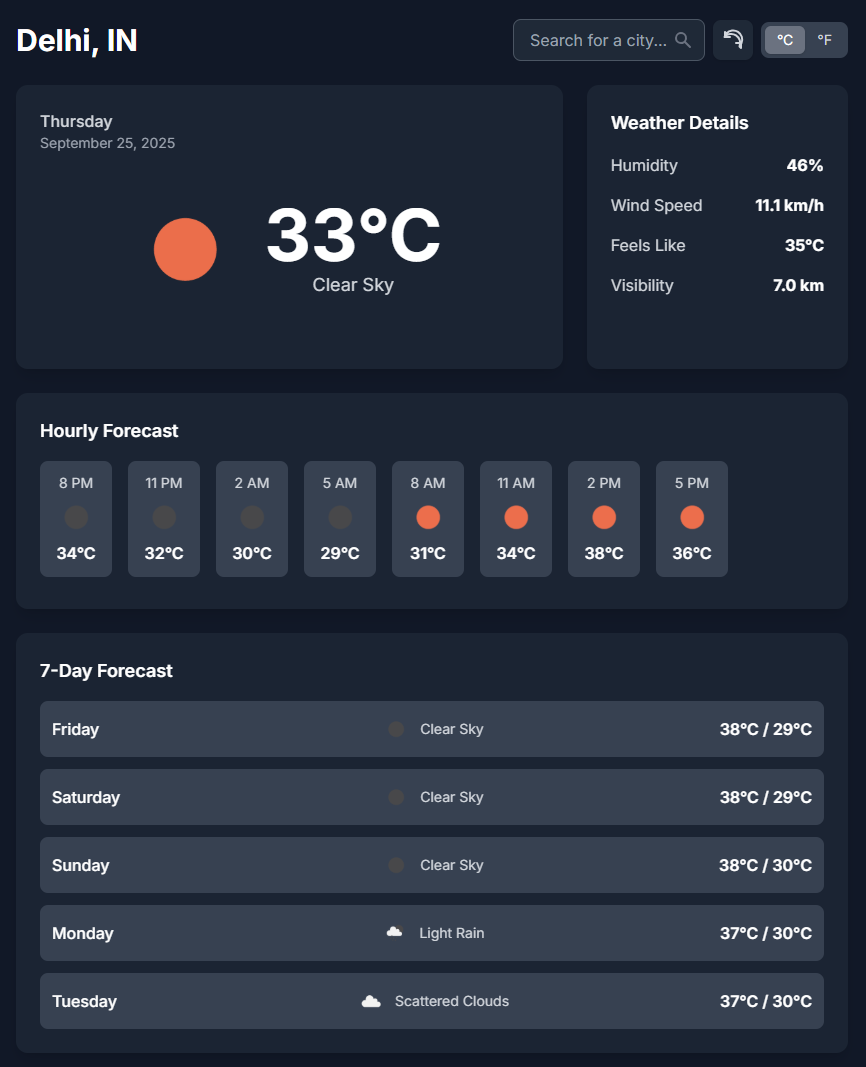 Delhi, IN
Search for a city...
°C °F
Thursday
September 25, 2025
33°C
Clear Sky
Weather Details
Humidity 46%
Wind Speed 11.1 km/h
Feels Like 35°C
Visibility 7.0 km
Hourly Forecast
8 PM 11 PM 2 AM 5 AM 8 AM 11 AM 2 PM 5 PM
34°C 32°C 30°C 29°C 31°C 34°C 38°C 36°C
7-Day Forecast
Friday Clear Sky 38°C / 29°C
Saturday Clear Sky 38°C / 29°C
Sunday Clear Sky 38°C / 30°C
Monday Light Rain 37°C / 30°C
Tuesday Scattered Clouds 37°C / 30°C